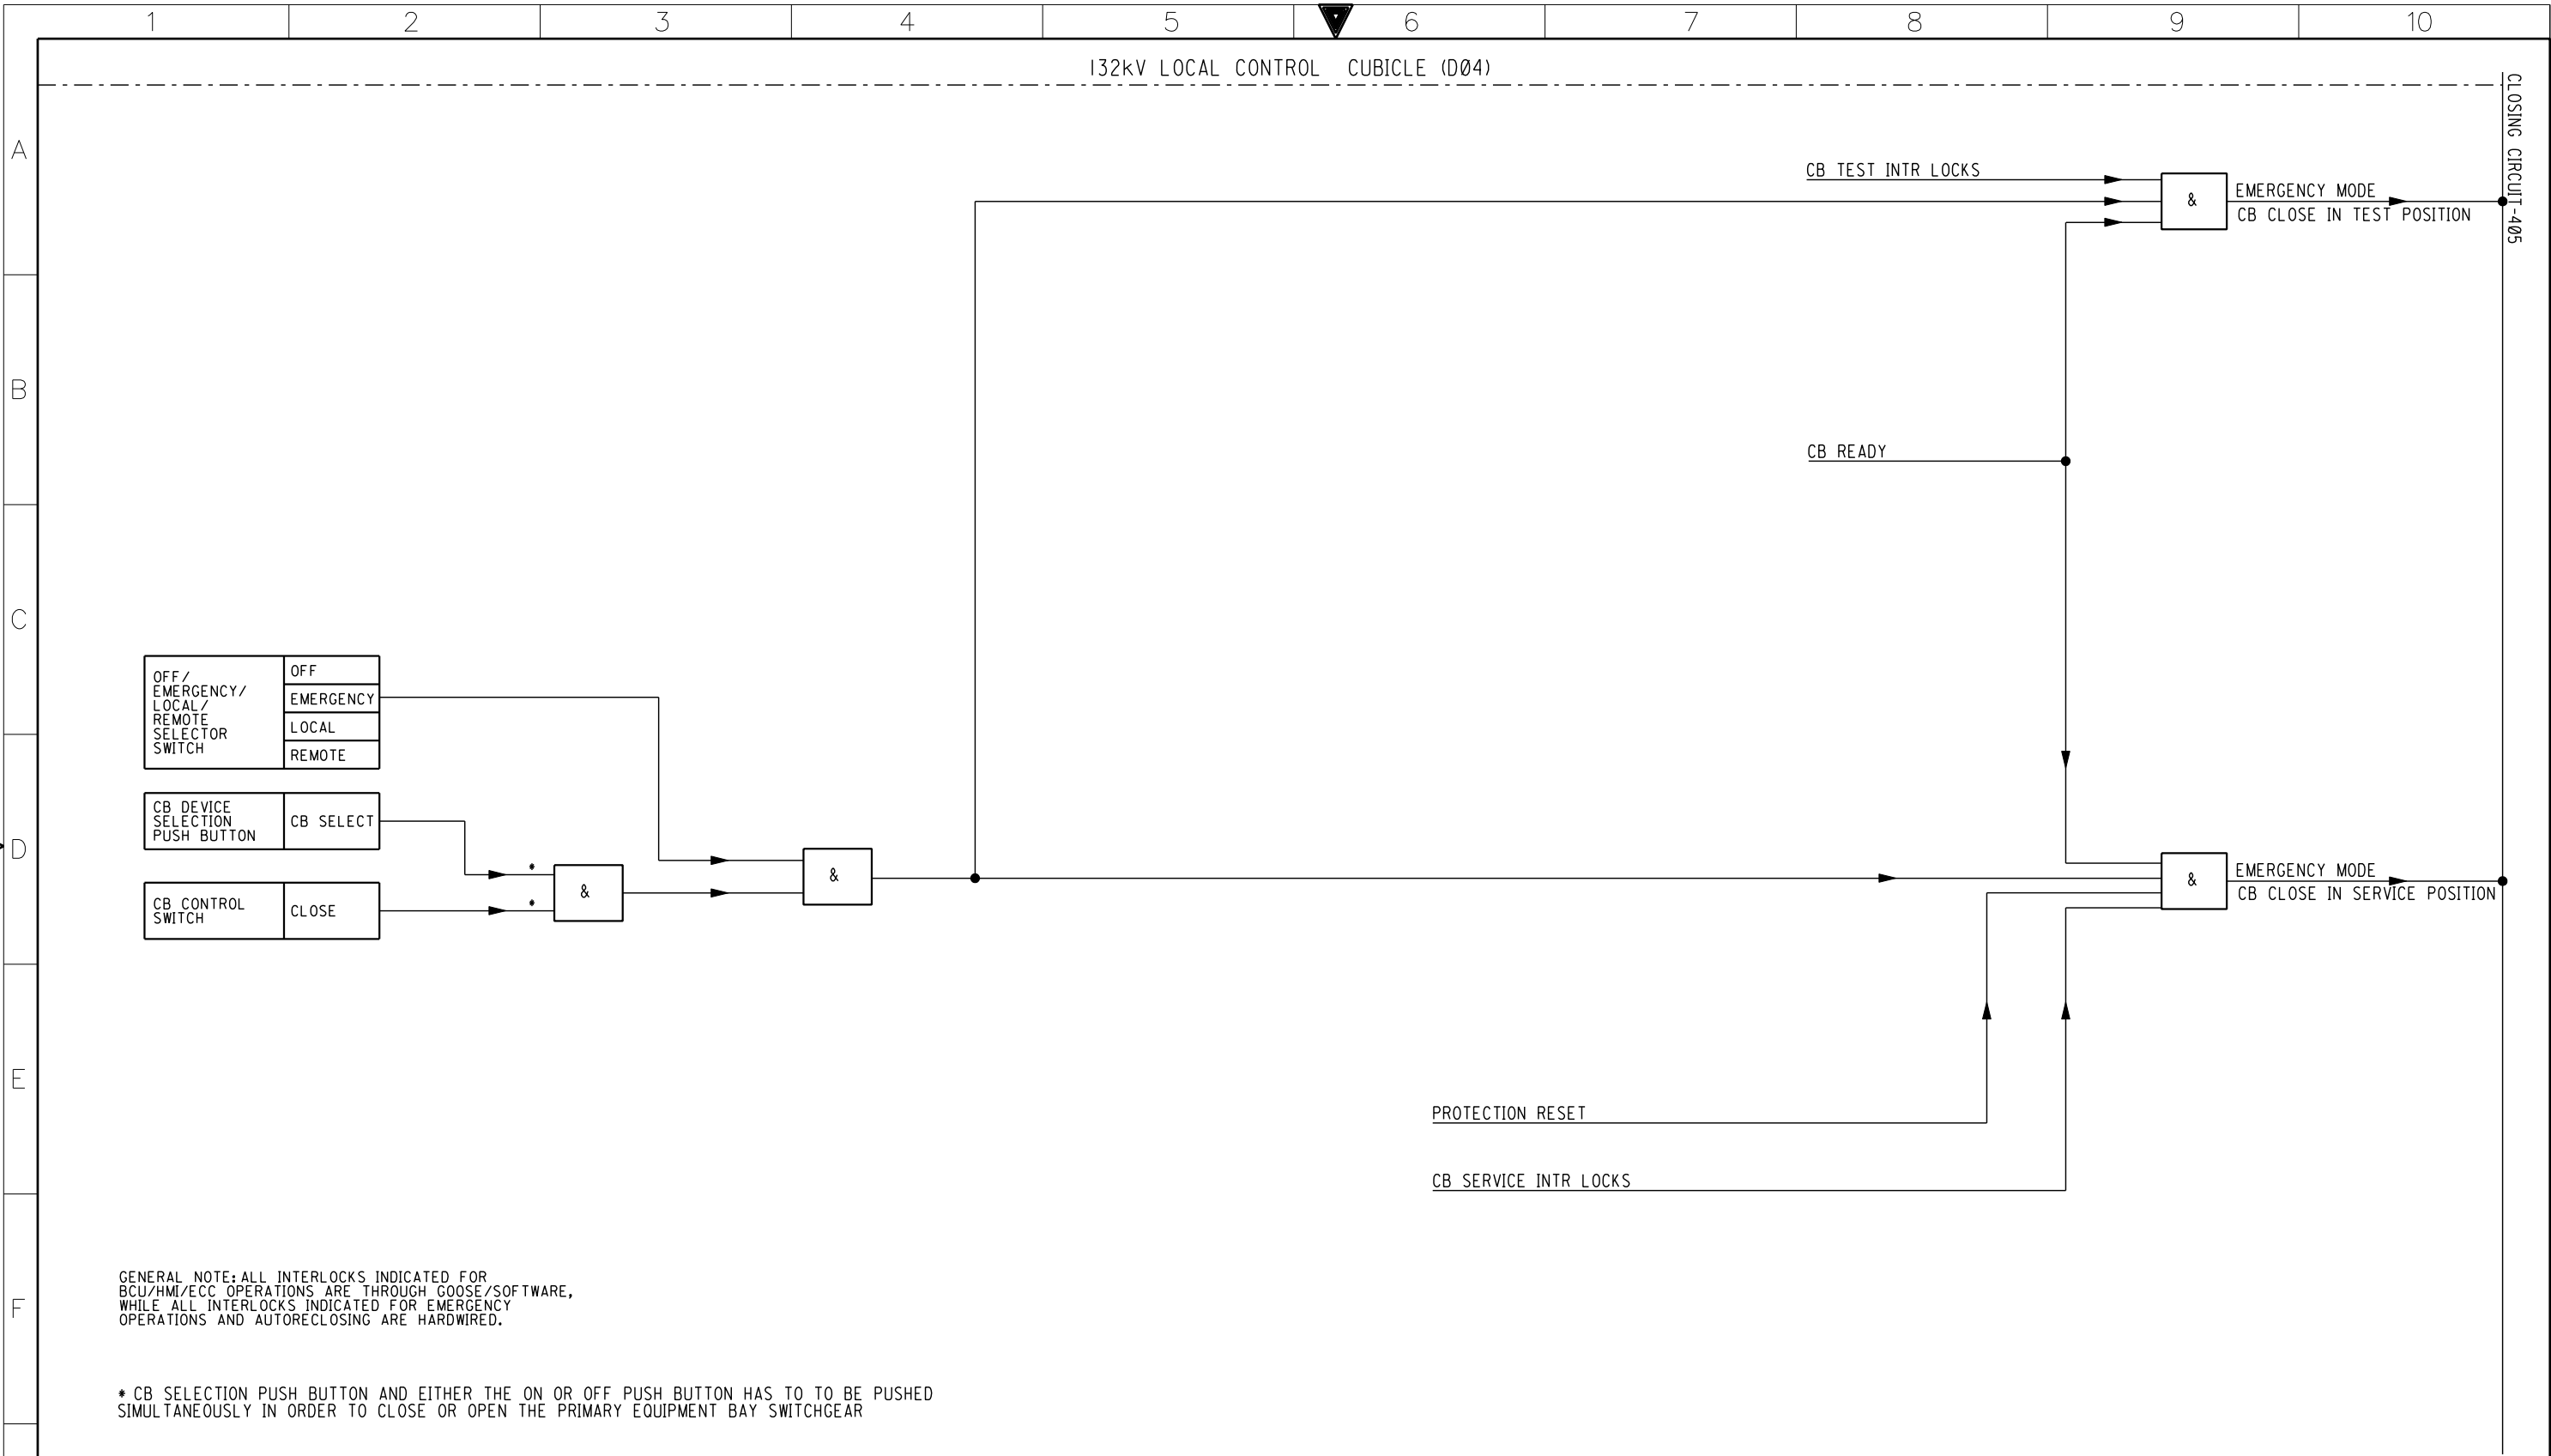 1 2 3 4 5 6 7 8 9 10
132kV LOCAL CONTROL CUBICLE (D04)
CLOSING CIRCUIT-405
A
CB TEST INTR LOCKS
&
EMERGENCY MODE
CB CLOSE IN TEST POSITION
B
CB READY
C
OFF/
EMERGENCY/
LOCAL/
REMOTE
SELECTOR
SWITCH
OFF
EMERGENCY
LOCAL
REMOTE
D
CB DEVICE
SELECTION
PUSH BUTTON
CB SELECT
CB CONTROL
SWITCH
CLOSE
*
*
&
&
&
EMERGENCY MODE
CB CLOSE IN SERVICE POSITION
E
PROTECTION RESET
CB SERVICE INTR LOCKS
F
GENERAL NOTE: ALL INTERLOCKS INDICATED FOR
BCU/HMI/ECC OPERATIONS ARE THROUGH GOOSE/SOFTWARE,
WHILE ALL INTERLOCKS INDICATED FOR EMERGENCY
OPERATIONS AND AUTORECLOSING ARE HARDWIRED.
* CB SELECTION PUSH BUTTON AND EITHER THE ON OR OFF PUSH BUTTON HAS TO TO BE PUSHED
SIMULTANEOUSLY IN ORDER TO CLOSE OR OPEN THE PRIMARY EQUIPMENT BAY SWITCHGEAR